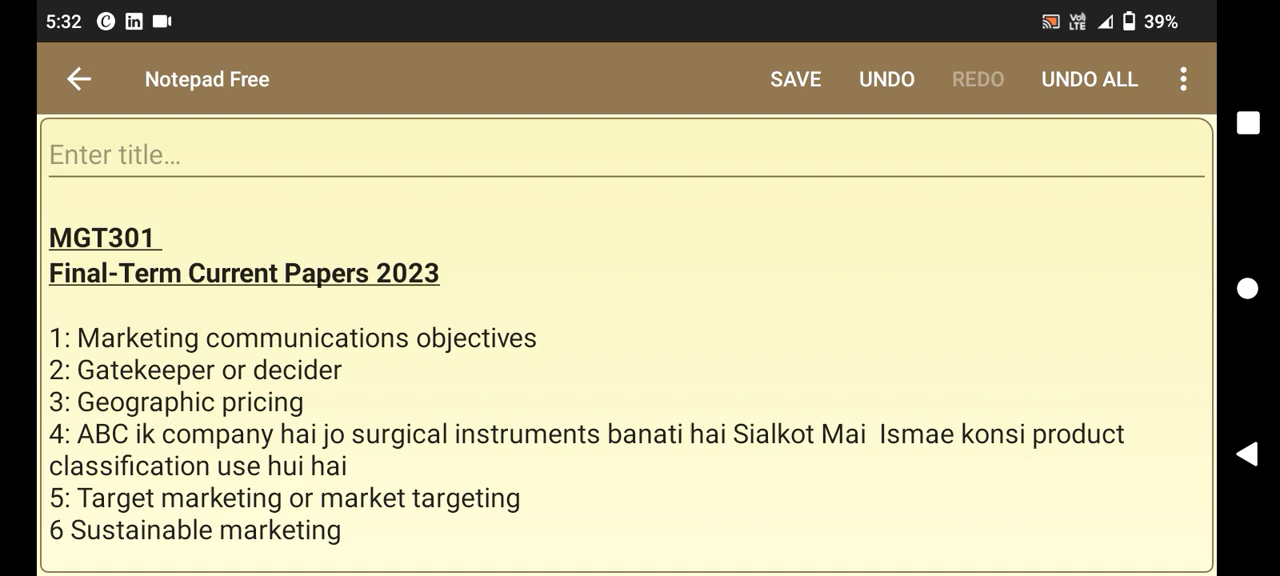 5:32
Vo) LTE 39%
Notepad Free
SAVE UNDO REDO UNDO ALL
Enter title...
MGT301
Final-Term Current Papers 2023
1: Marketing communications objectives
2: Gatekeeper or decider
3: Geographic pricing
4: ABC ik company hai jo surgical instruments banati hai Sialkot Mai Ismae konsi product
classification use hui hai
5: Target marketing or market targeting
6 Sustainable marketing